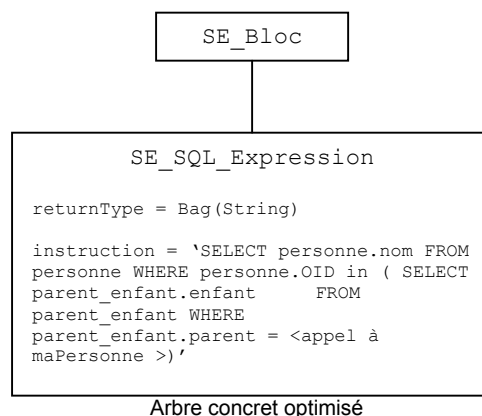 SE_Bloc
SE_SQL_Expression
returnType = Bag(String)
instruction = ‘SELECT personne.nom FROM
personne WHERE personne.OID in ( SELECT
parent_enfant.enfant FROM
parent_enfant WHERE
parent_enfant.parent = <appel à
maPersonne >)’
Arbre concret optimisé